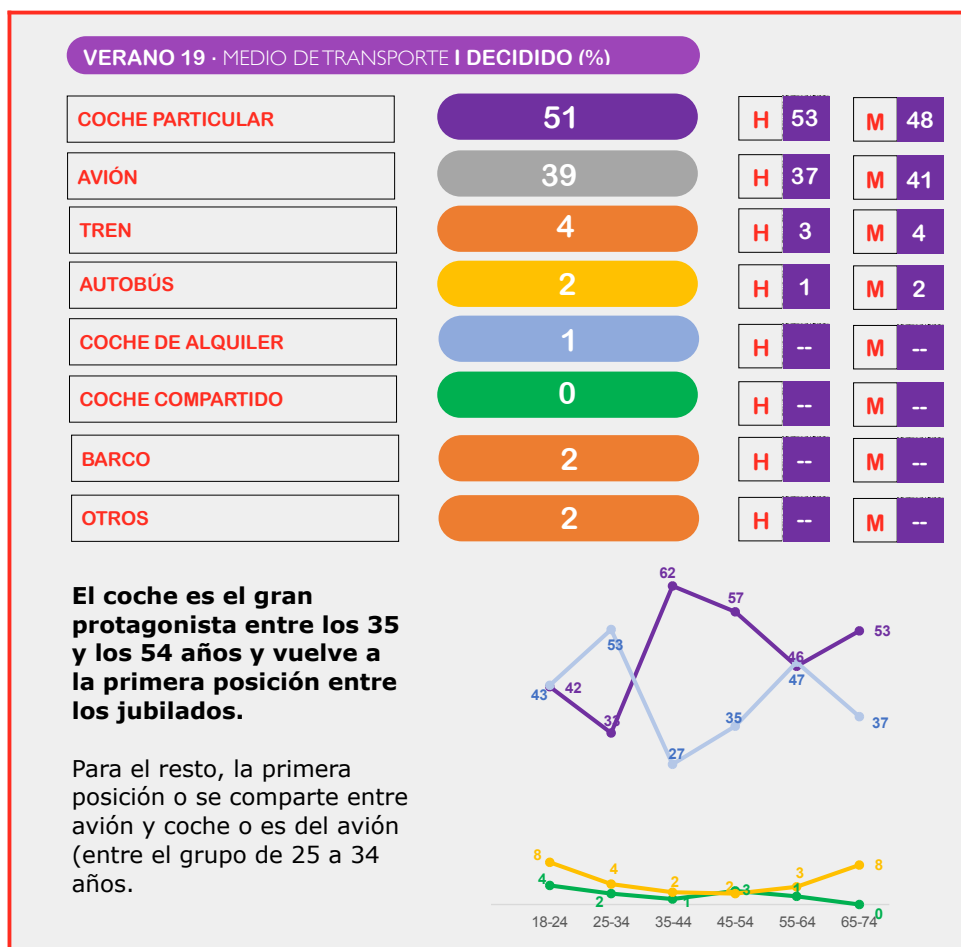 VERANO 19 · MEDIO DE TRANSPORTE I DECIDIDO (%)
COCHE PARTICULAR 51 H 53 M 48
AVIÓN 39 H 37 M 41
TREN 4 H 3 M 4
AUTOBÚS 2 H 1 M 2
COCHE DE ALQUILER 1 H -- M --
COCHE COMPARTIDO 0 H -- M --
BARCO 2 H -- M --
OTROS 2 H -- M --
El coche es el gran
protagonista entre los 35
y los 54 años y vuelve a
la primera posición entre
los jubilados.
Para el resto, la primera
posición o se comparte entre
avión y coche o es del avión
(entre el grupo de 25 a 34
años.
42 33 62 57 46 53
43 53 27 35 47 37
8 4 2 2 3 8
4 2 1 3 1 0
18-24 25-34 35-44 45-54 55-64 65-74